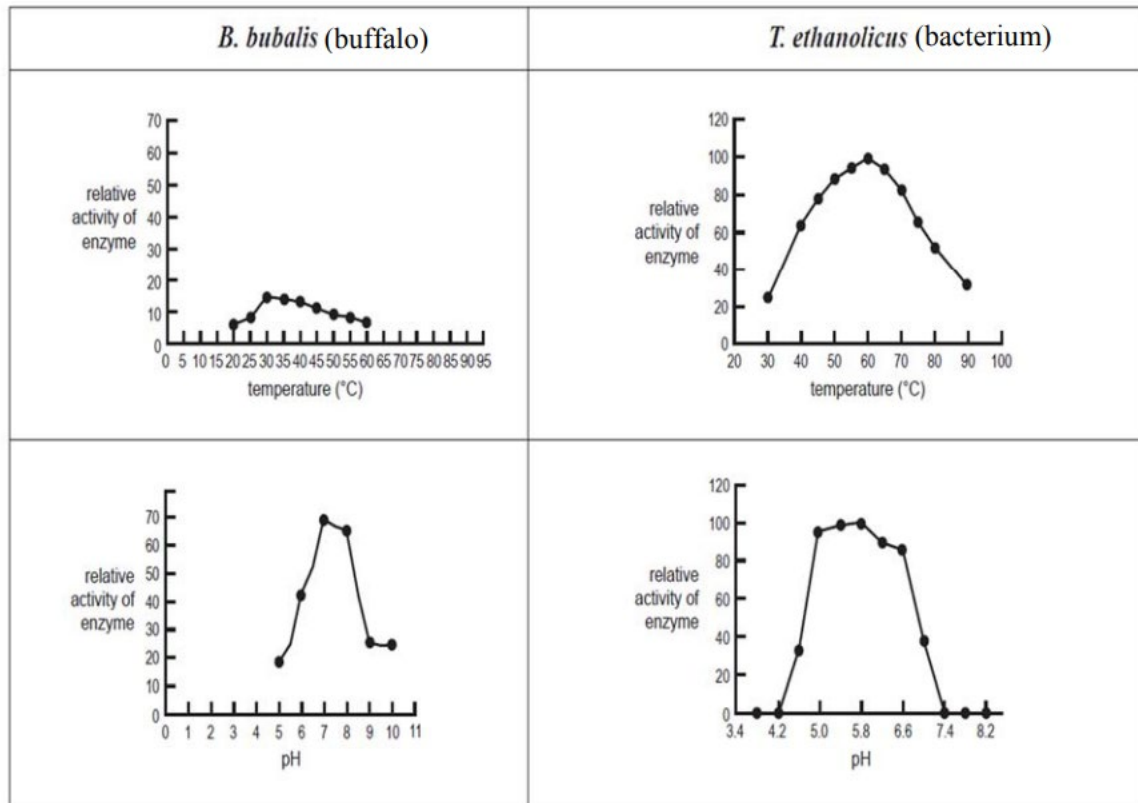 B. bubalis (buffalo)
T. ethanolicus (bacterium)
70
60
50
40
30
20
10
0
relative
activity of
enzyme
0 5 10 15 20 25 30 35 40 45 50 55 60 65 70 75 80 85 90 95
temperature (°C)
120
100
80
60
40
20
0
relative
activity of
enzyme
20 30 40 50 60 70 80 90 100
temperature (°C)
70
60
50
40
30
20
10
0
relative
activity of
enzyme
0 1 2 3 4 5 6 7 8 9 10 11
pH
120
100
80
60
40
20
0
relative
activity of
enzyme
3.4 4.2 5.0 5.8 6.6 7.4 8.2
pH